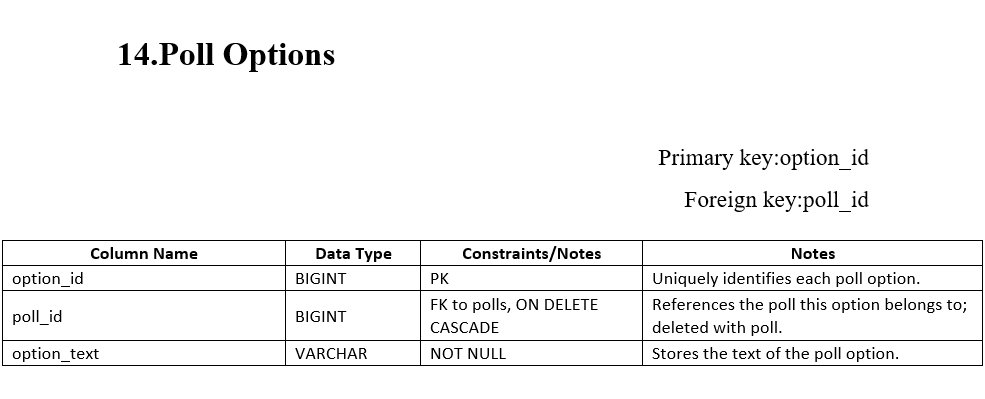 14.Poll Options
Primary key:option_id
Foreign key:poll_id
Column Name Data Type Constraints/Notes Notes
option_id BIGINT PK Uniquely identifies each poll option.
poll_id BIGINT FK to polls, ON DELETE CASCADE References the poll this option belongs to; deleted with poll.
option_text VARCHAR NOT NULL Stores the text of the poll option.